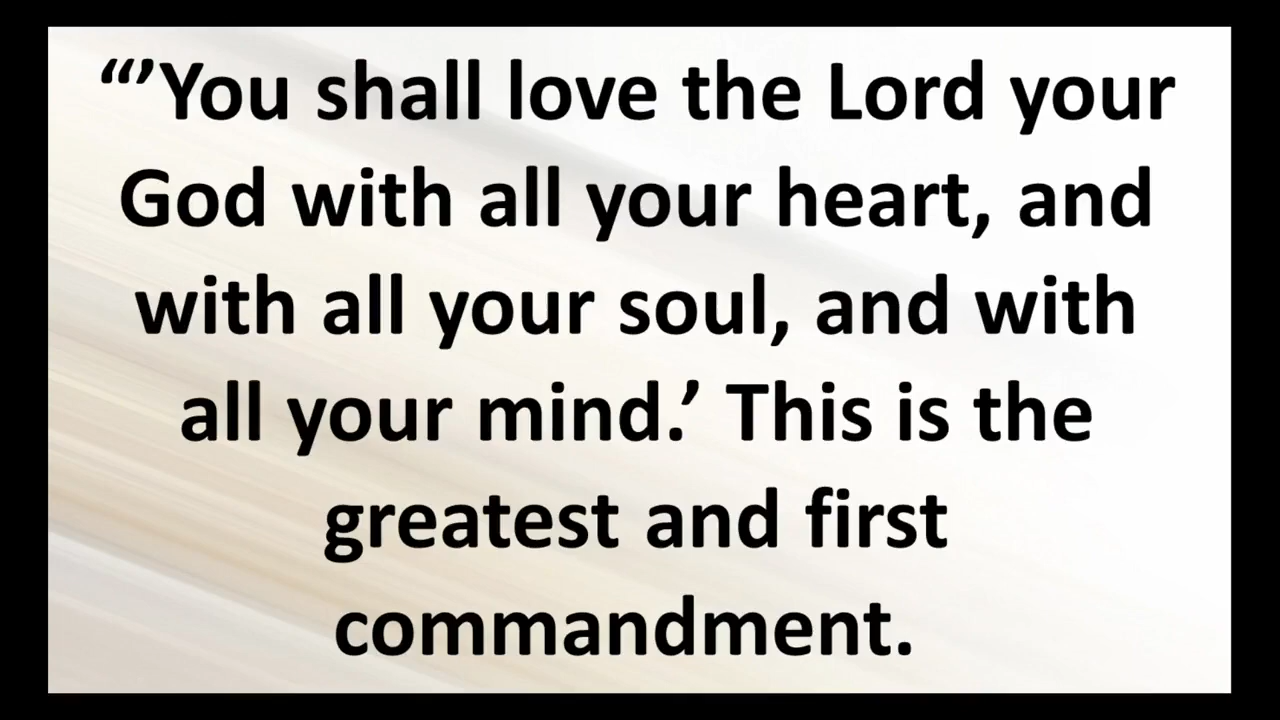 “’You shall love the Lord your
God with all your heart, and
with all your soul, and with
all your mind.’ This is the
greatest and first
commandment.